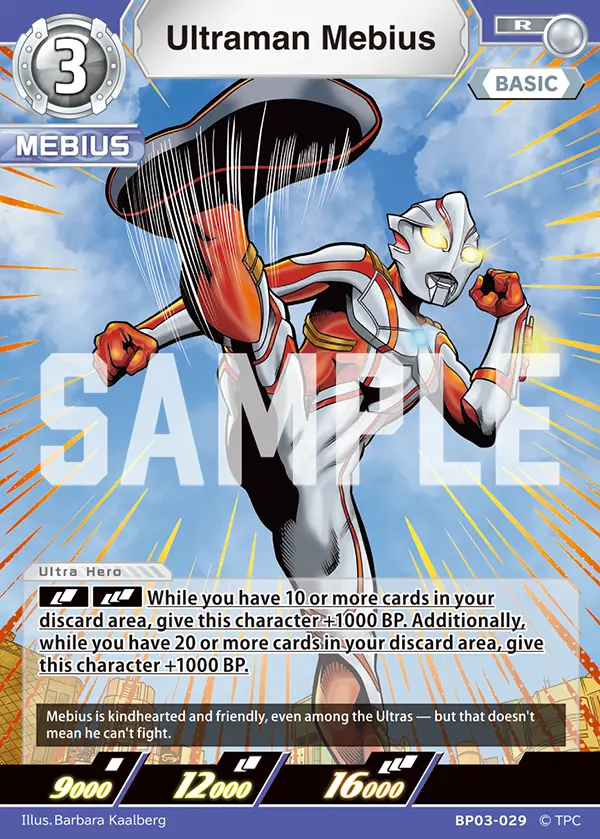 3
Ultraman Mebius
R
BASIC
MEBIUS
SAMPLE
Ultra Hero
While you have 10 or more cards in your
discard area, give this character +1000 BP. Additionally,
while you have 20 or more cards in your discard area, give
this character +1000 BP.
Mebius is kindhearted and friendly, even among the Ultras — but that doesn't
mean he can't fight.
9000 12000 16000
Illus. Barbara Kaalberg BP03-029 © TPC